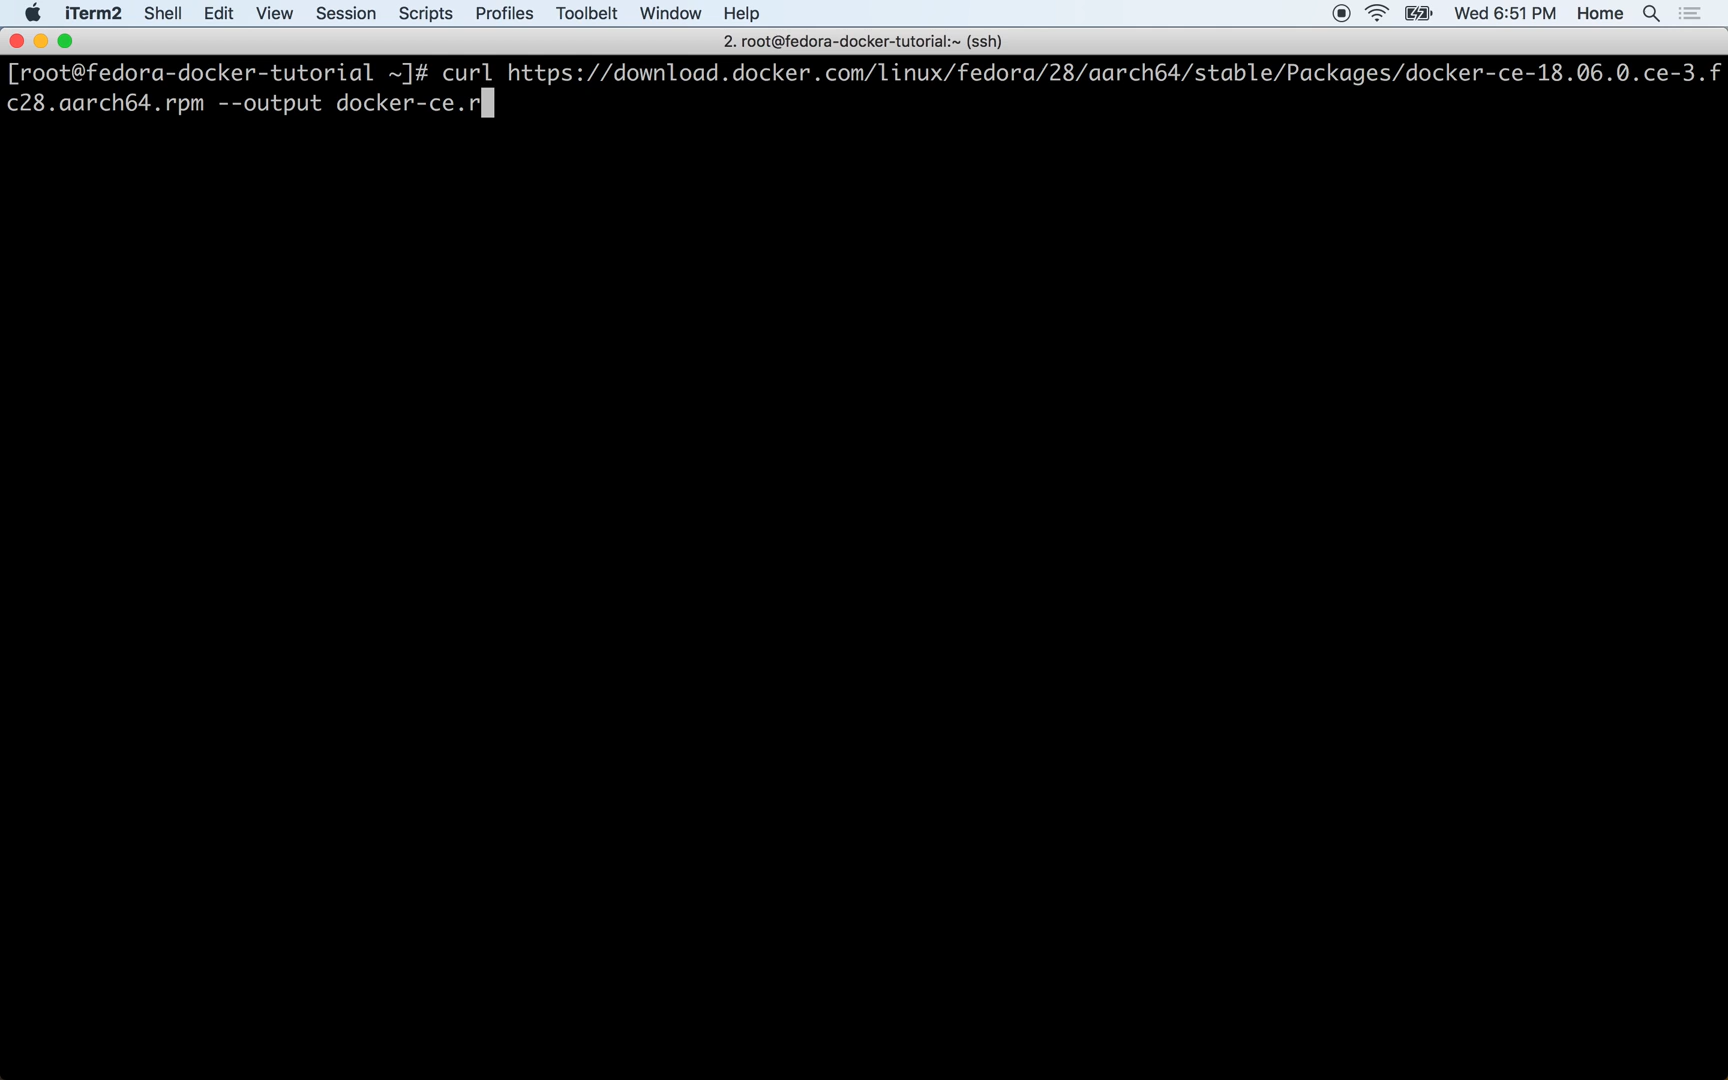 iTerm2 Shell Edit View Session Scripts Profiles Toolbelt Window Help Wed 6:51 PM Home
2. root@fedora-docker-tutorial:~ (ssh)
[root@fedora-docker-tutorial ~]# curl https://download.docker.com/linux/fedora/28/aarch64/stable/Packages/docker-ce-18.06.0.ce-3.f
c28.aarch64.rpm --output docker-ce.r